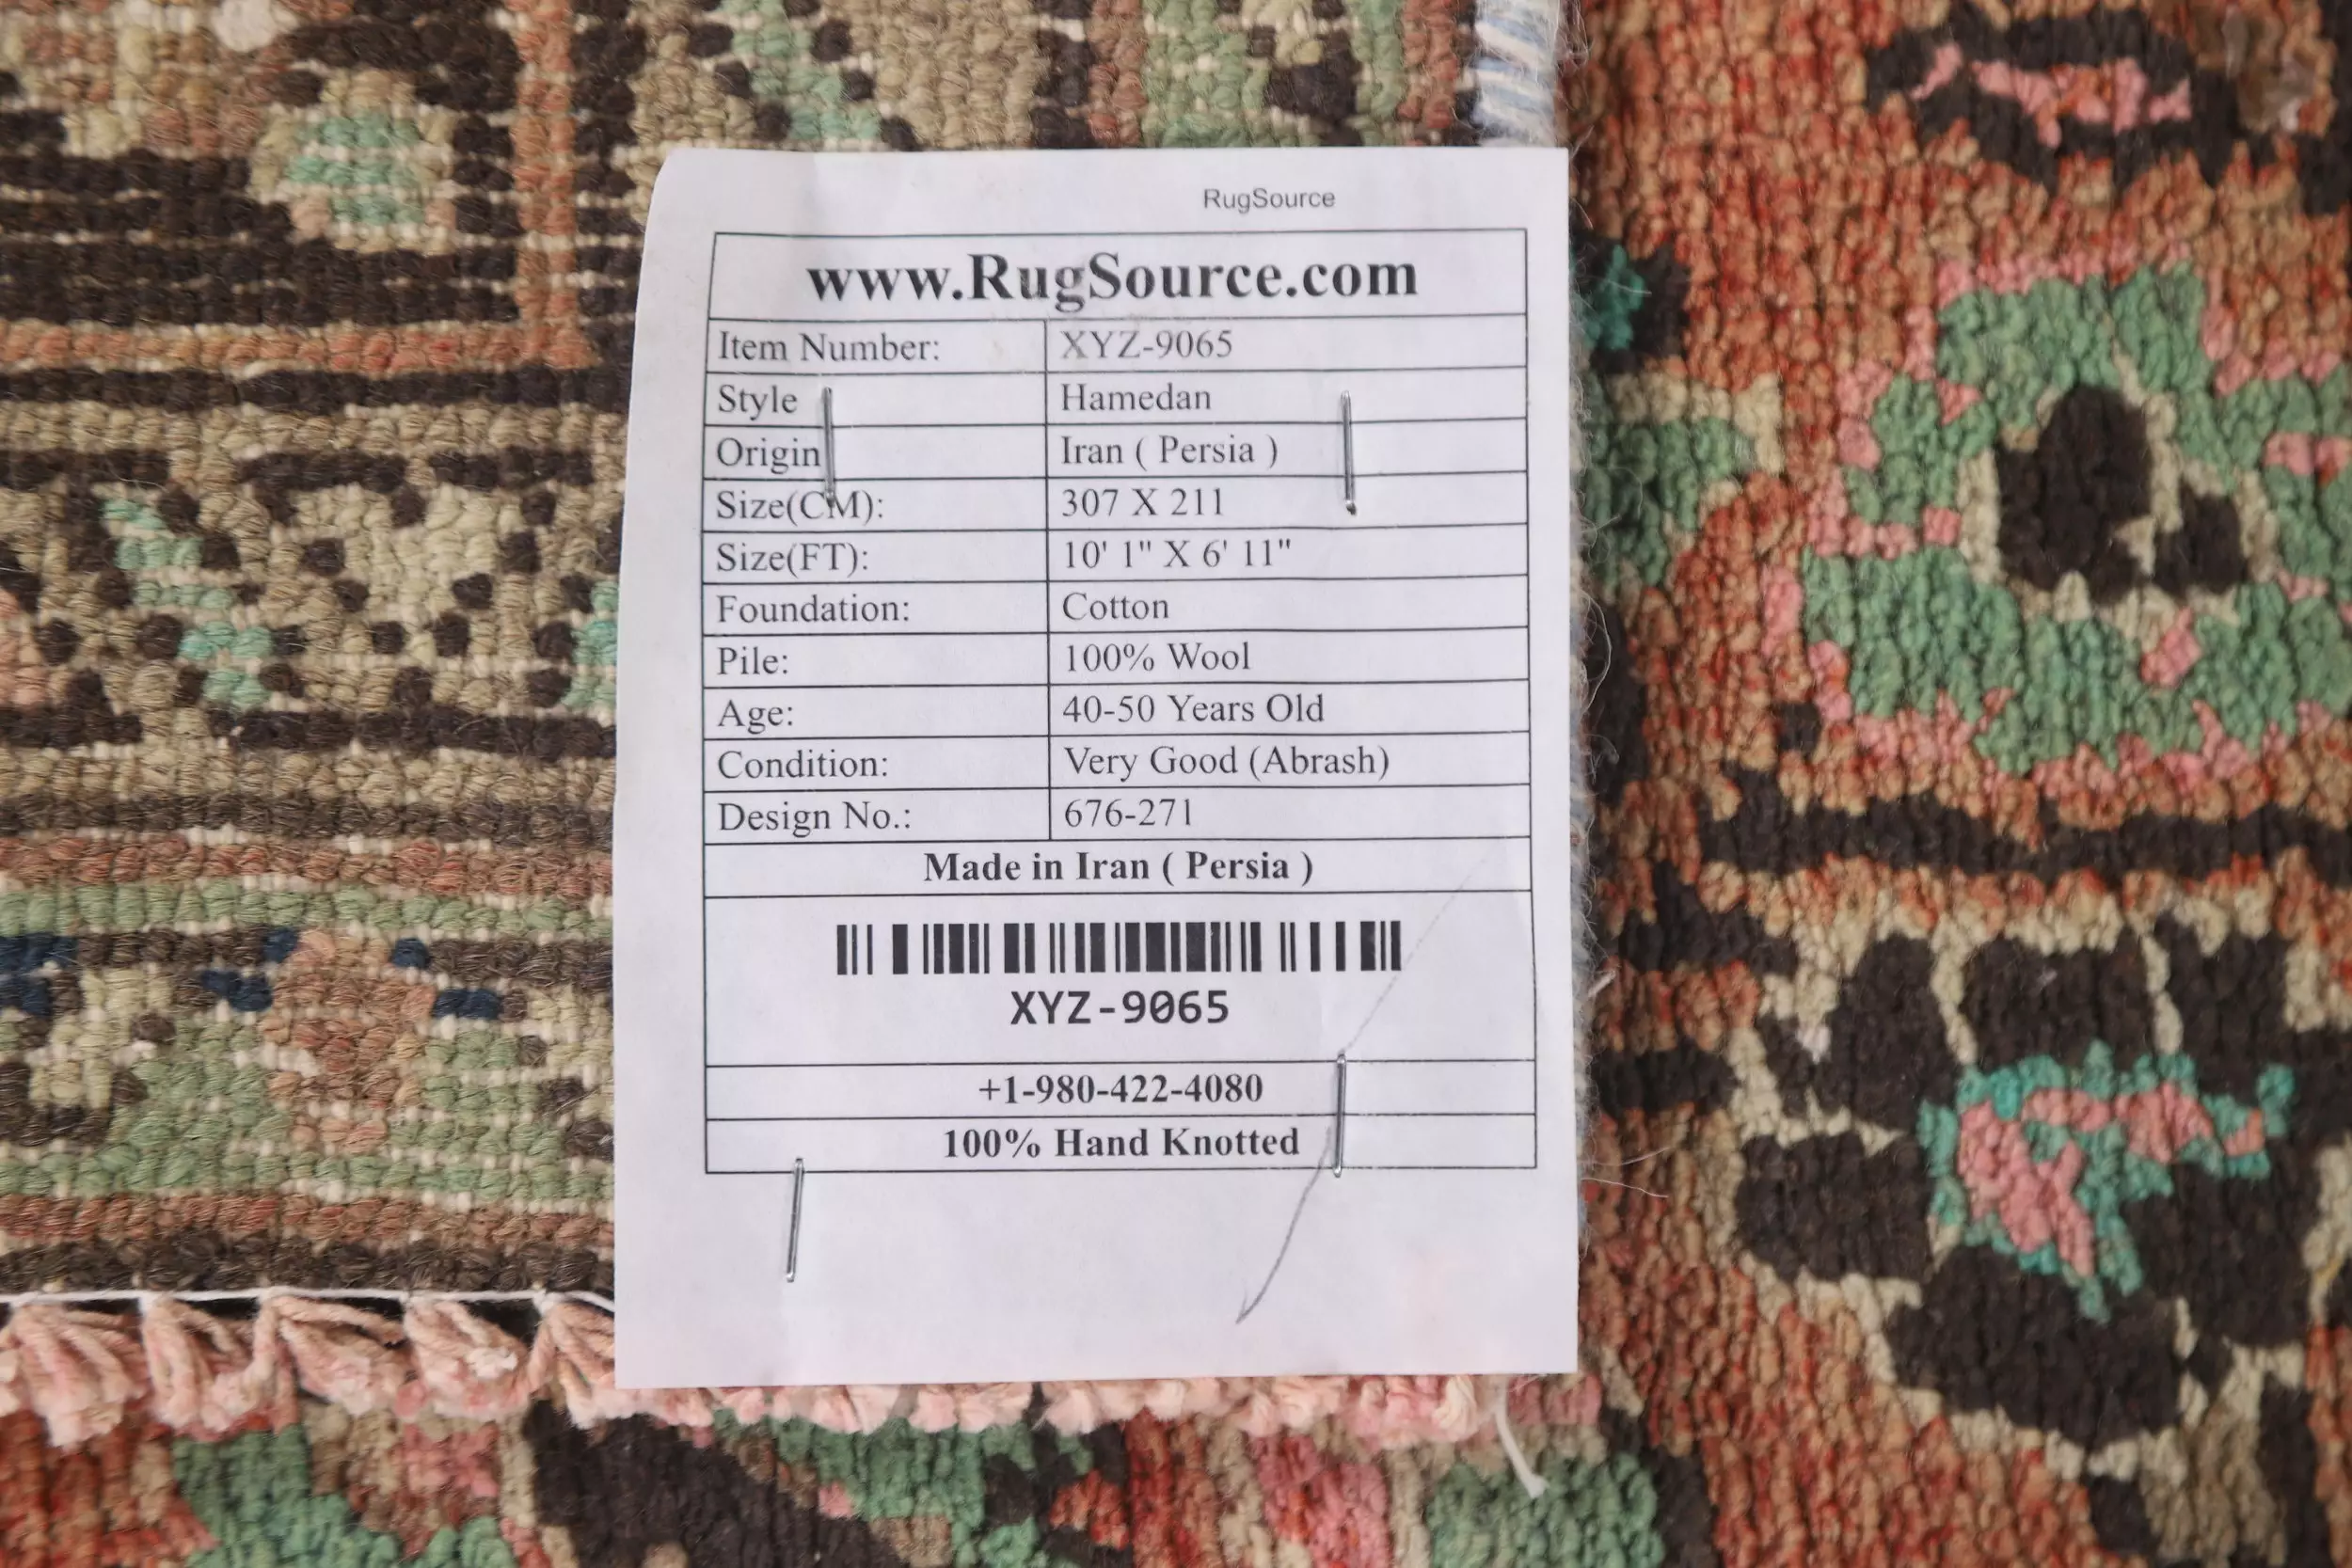 RugSource
www.RugSource.com
Item Number: XYZ-9065
Style Hamedan
Origin Iran ( Persia )
Size(CM): 307 X 211
Size(FT): 10' 1" X 6' 11"
Foundation: Cotton
Pile: 100% Wool
Age: 40-50 Years Old
Condition: Very Good (Abrash)
Design No.: 676-271
Made in Iran ( Persia )
XYZ-9065
+1-980-422-4080
100% Hand Knotted